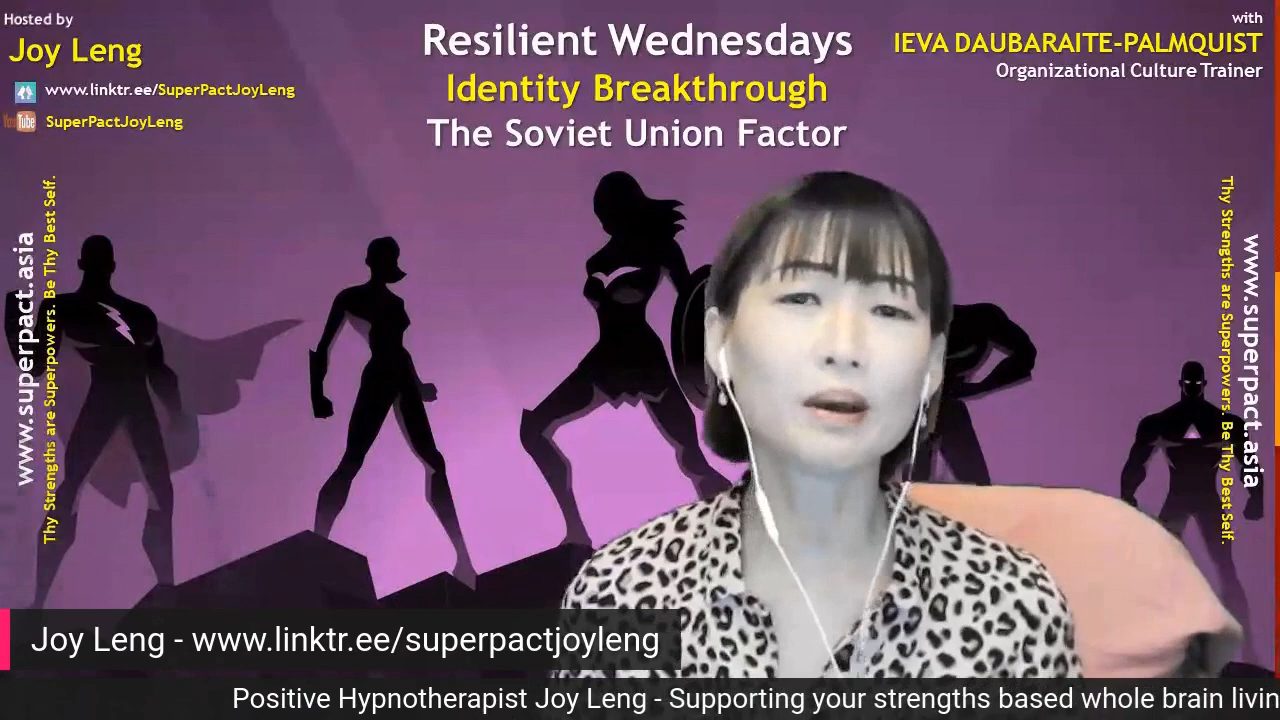 Hosted by
Joy Leng
www.linktr.ee/SuperPactJoyLeng
YouTube SuperPactJoyLeng
Resilient Wednesdays
Identity Breakthrough
The Soviet Union Factor
with
IEVA DAUBARAITE-PALMQUIST
Organizational Culture Trainer
www.superpact.asia
Thy Strengths are Superpowers. Be Thy Best Self.
Thy Strengths are Superpowers. Be Thy Best Self.
www.superpact.asia
Joy Leng - www.linktr.ee/superpactjoyleng
Positive Hypnotherapist Joy Leng - Supporting your strengths based whole brain livin